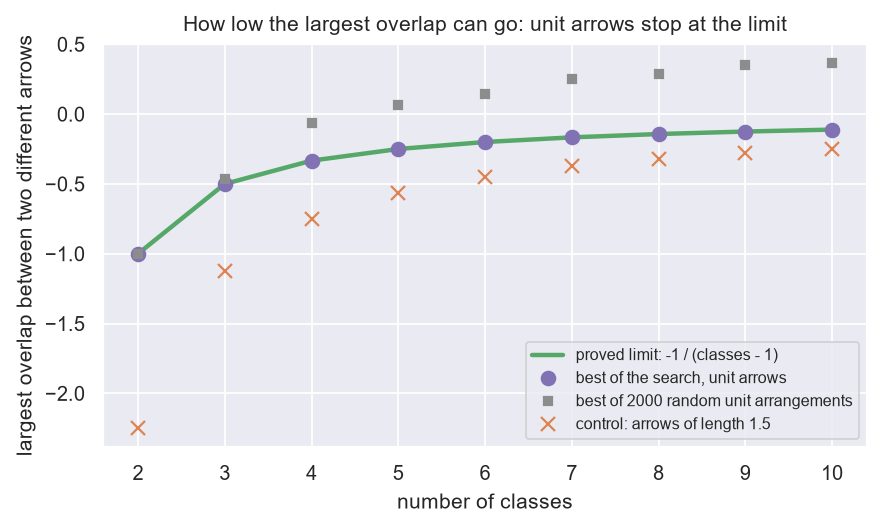 How low the largest overlap can go: unit arrows stop at the limit
largest overlap between two different arrows
0.5
0.0
−0.5
−1.0
−1.5
−2.0
proved limit: -1 / (classes - 1)
best of the search, unit arrows
best of 2000 random unit arrangements
control: arrows of length 1.5
2 3 4 5 6 7 8 9 10
number of classes